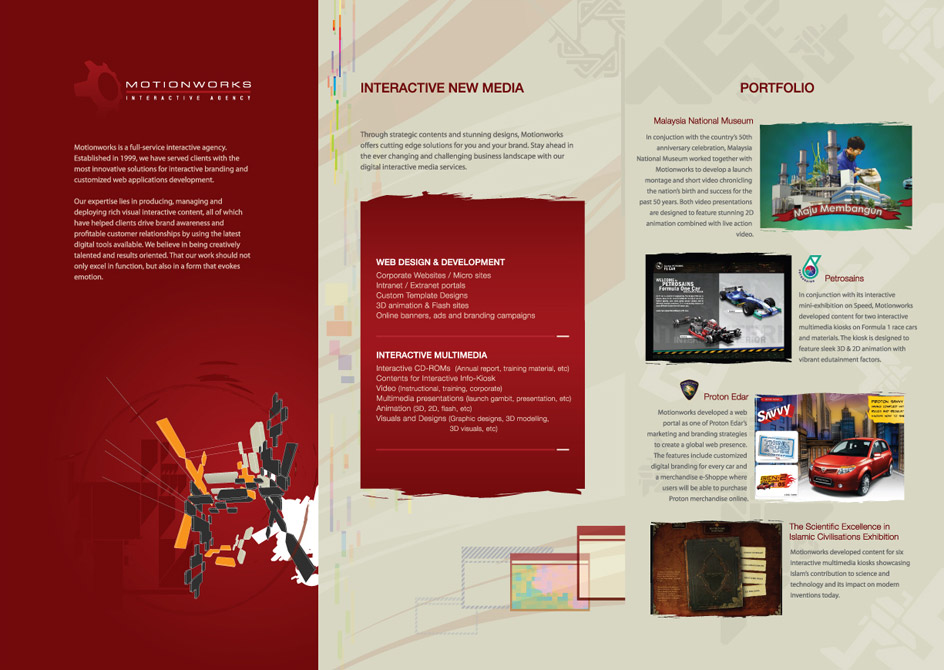 MOTIONWORKS
INTERACTIVE AGENCY
Motionworks is a full-service interactive agency.
Established in 1999, we have served clients with the
most innovative solutions for interactive branding and
customized web applications development.
Our expertise lies in producing, managing and
deploying rich visual interactive content, all of which
have helped clients drive brand awareness and
profitable customer relationships by using the latest
digital tools available. We believe in being creatively
talented and results oriented. That our work should not
only excel in function, but also in a form that evokes
emotion.
INTERACTIVE NEW MEDIA
Through strategic contents and stunning designs, Motionworks
offers cutting edge solutions for you and your brand. Stay ahead in
the ever changing and challenging business landscape with our
digital interactive media services.
WEB DESIGN & DEVELOPMENT
Corporate Websites / Micro sites
Intranet / Extranet portals
Custom Template Designs
3D animation & Flash sites
Online banners, ads and branding campaigns
INTERACTIVE MULTIMEDIA
Interactive CD-ROMs (Annual report, training material, etc)
Contents for Interactive Info-Kiosk
Video (Instructional, training, corporate)
Multimedia presentations (launch gambit, presentation, etc)
Animation (3D, 2D, flash, etc)
Visuals and Designs (Graphic designs, 3D modelling,
3D visuals, etc)
PORTFOLIO
Malaysia National Museum
In conjuction with the country's 50th
anniversary celebration, Malaysia
National Museum worked together with
Motionworks to develop a launch
montage and short video chronicling
the nation's birth and success for the
past 50 years. Both video presentations
are designed to feature stunning 2D
animation combined with live action
video.
Maju Membangun
Petrosains
In conjunction with its interactive
mini-exhibition on Speed, Motionworks
developed content for two interactive
multimedia kiosks on Formula 1 race cars
and materials. The kiosk is designed to
feature sleek 3D & 2D animation with
vibrant edutainment factors.
WELCOME to
PETROSAINS
Formula One Car
Proton Edar
Motionworks developed a web
portal as one of Proton Edar's
marketing and branding strategies
to create a global web presence.
The features include customized
digital branding for every car and
a merchandise e-Shoppe where
users will be able to purchase
Proton merchandise online.
SAVVY
PROTON SAVVY
The Scientific Excellence in
Islamic Civilisations Exhibition
Motionworks developed content for six
interactive multimedia kiosks showcasing
Islam's contribution to science and
technology and its impact on modern
inventions today.